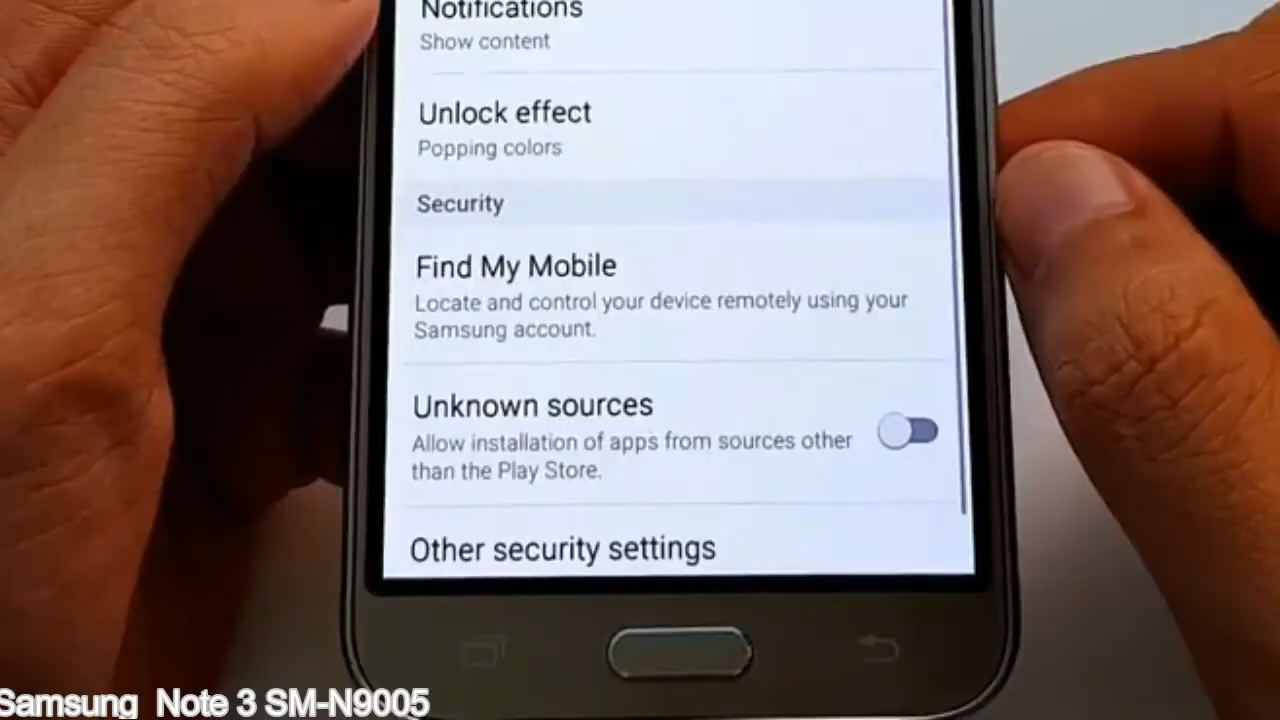 Notifications
Show content
Unlock effect
Popping colors
Security
Find My Mobile
Locate and control your device remotely using your
Samsung account.
Unknown sources
Allow installation of apps from sources other
than the Play Store.
Other security settings
Samsung Note 3 SM-N9005